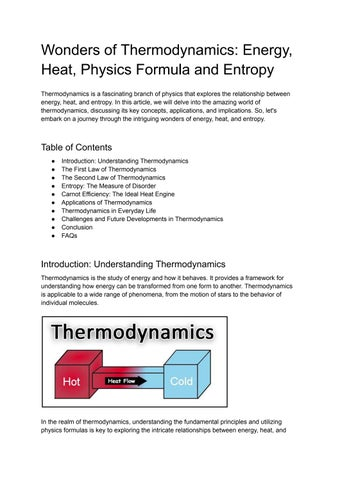 Wonders of Thermodynamics: Energy,
Heat, Physics Formula and Entropy
Thermodynamics is a fascinating branch of physics that explores the relationship between
energy, heat, and entropy. In this article, we will delve into the amazing world of
thermodynamics, discussing its key concepts, applications, and implications. So, let's
embark on a journey through the intriguing wonders of energy, heat, and entropy.
Table of Contents
● Introduction: Understanding Thermodynamics
● The First Law of Thermodynamics
● The Second Law of Thermodynamics
● Entropy: The Measure of Disorder
● Carnot Efficiency: The Ideal Heat Engine
● Applications of Thermodynamics
● Thermodynamics in Everyday Life
● Challenges and Future Developments in Thermodynamics
● Conclusion
● FAQs
Introduction: Understanding Thermodynamics
Thermodynamics is the study of energy and how it behaves. It provides a framework for
understanding how energy can be transformed from one form to another. Thermodynamics
is applicable to a wide range of phenomena, from the motion of stars to the behavior of
individual molecules.
Thermodynamics
Hot
Heat Flow
Cold
In the realm of thermodynamics, understanding the fundamental principles and utilizing
physics formulas is key to exploring the intricate relationships between energy, heat, and